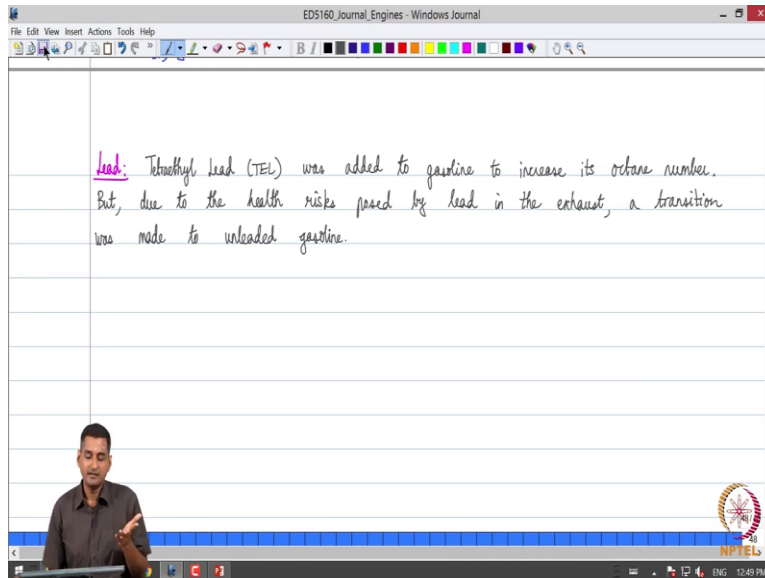 ED5160_Journal_Engines - Windows Journal
File Edit View Insert Actions Tools Help
Lead: Tetraethyl Lead (TEL) was added to gasoline to increase its octane number.
But, due to the health risks posed by lead in the exhaust, a transition
was made to unleaded gasoline.
48/
48
NPTEL
ENG 12:49 PM